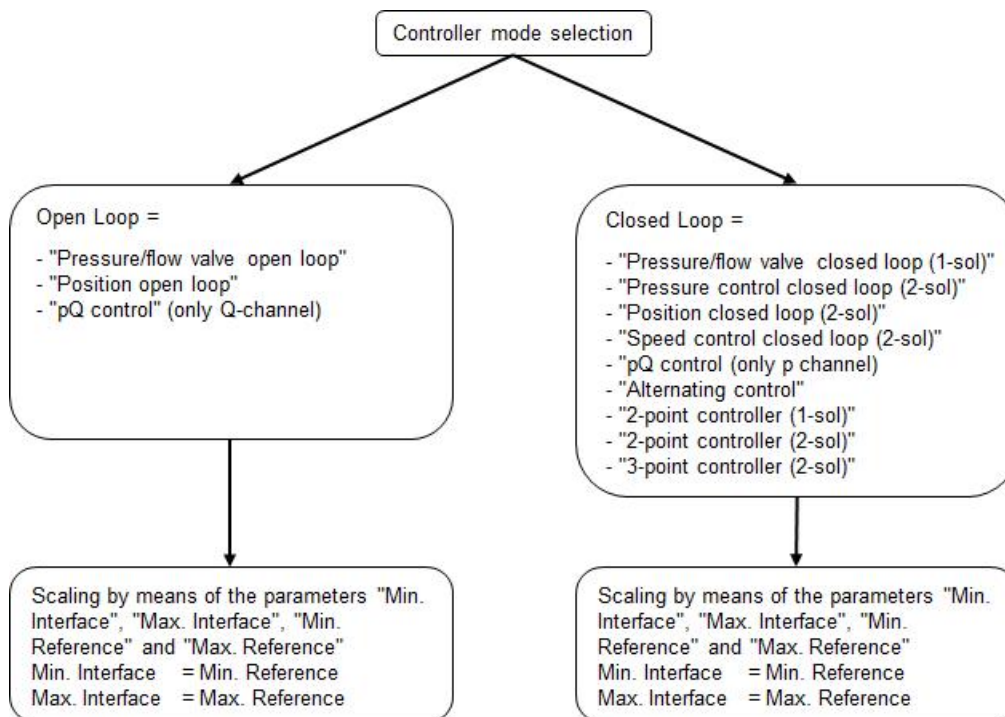 Controller mode selection
Open Loop =
- "Pressure/flow valve open loop"
- "Position open loop"
- "pQ control" (only Q-channel)
Closed Loop =
- "Pressure/flow valve closed loop (1-sol)"
- "Pressure control closed loop (2-sol)"
- "Position closed loop (2-sol)"
- "Speed control closed loop (2-sol)"
- "pQ control (only p channel)
- "Alternating control"
- "2-point controller (1-sol)"
- "2-point controller (2-sol)"
- "3-point controller (2-sol)"
Scaling by means of the parameters "Min.
Interface", "Max. Interface", "Min.
Reference" and "Max. Reference"
Min. Interface = Min. Reference
Max. Interface = Max. Reference
Scaling by means of the parameters "Min.
Interface", "Max. Interface", "Min.
Reference" and "Max. Reference"
Min. Interface = Min. Reference
Max. Interface = Max. Reference